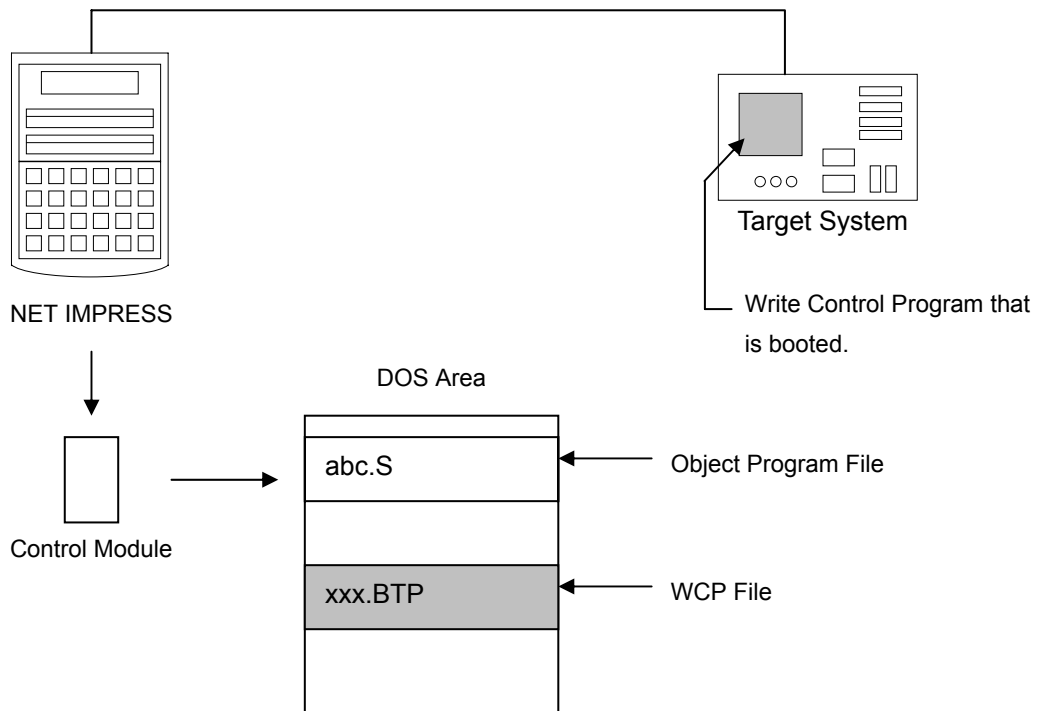 Target System
NET IMPRESS
Write Control Program that
is booted.
DOS Area
abc.S
Object Program File
Control Module
xxx.BTP
WCP File